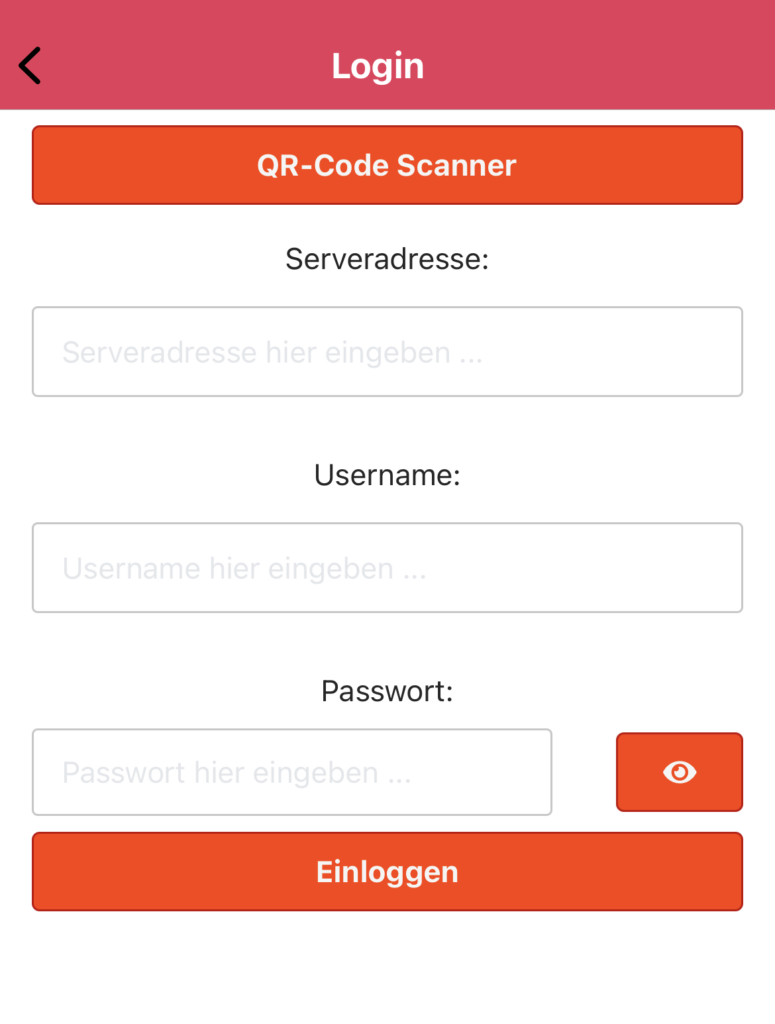 Login
QR-Code Scanner
Serveradresse:
Serveradresse hier eingeben ...
Username:
Username hier eingeben ...
Passwort:
Passwort hier eingeben ...
Einloggen